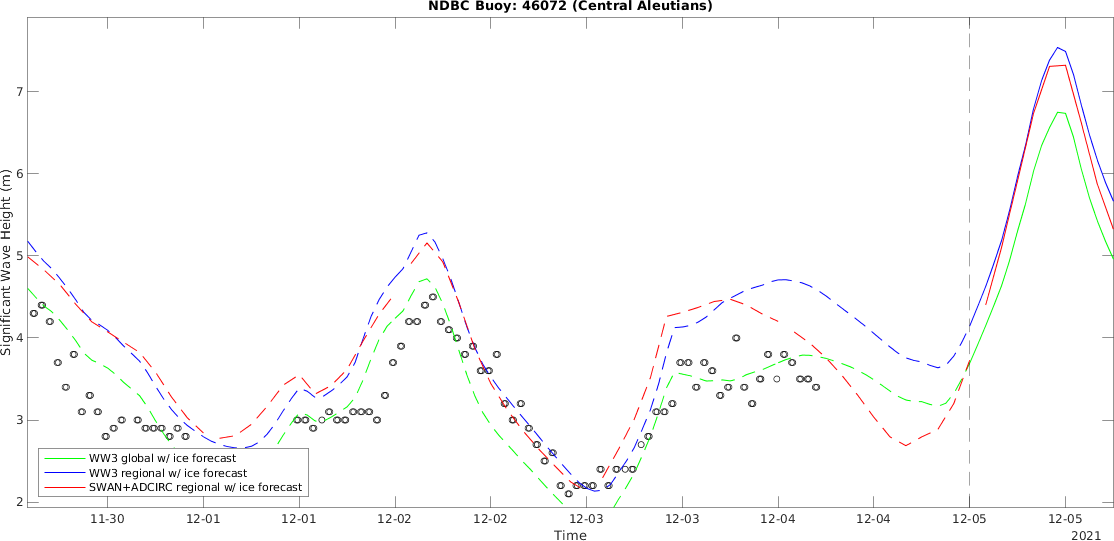 NDBC Buoy: 46072 (Central Aleutians)
Significant Wave Height (m)
7
6
5
4
3
2
WW3 global w/ ice forecast
WW3 regional w/ ice forecast
SWAN+ADCIRC regional w/ ice forecast
11-30 12-01 12-01 12-02 12-02 12-03 12-03 12-04 12-04 12-05 12-05
Time
2021